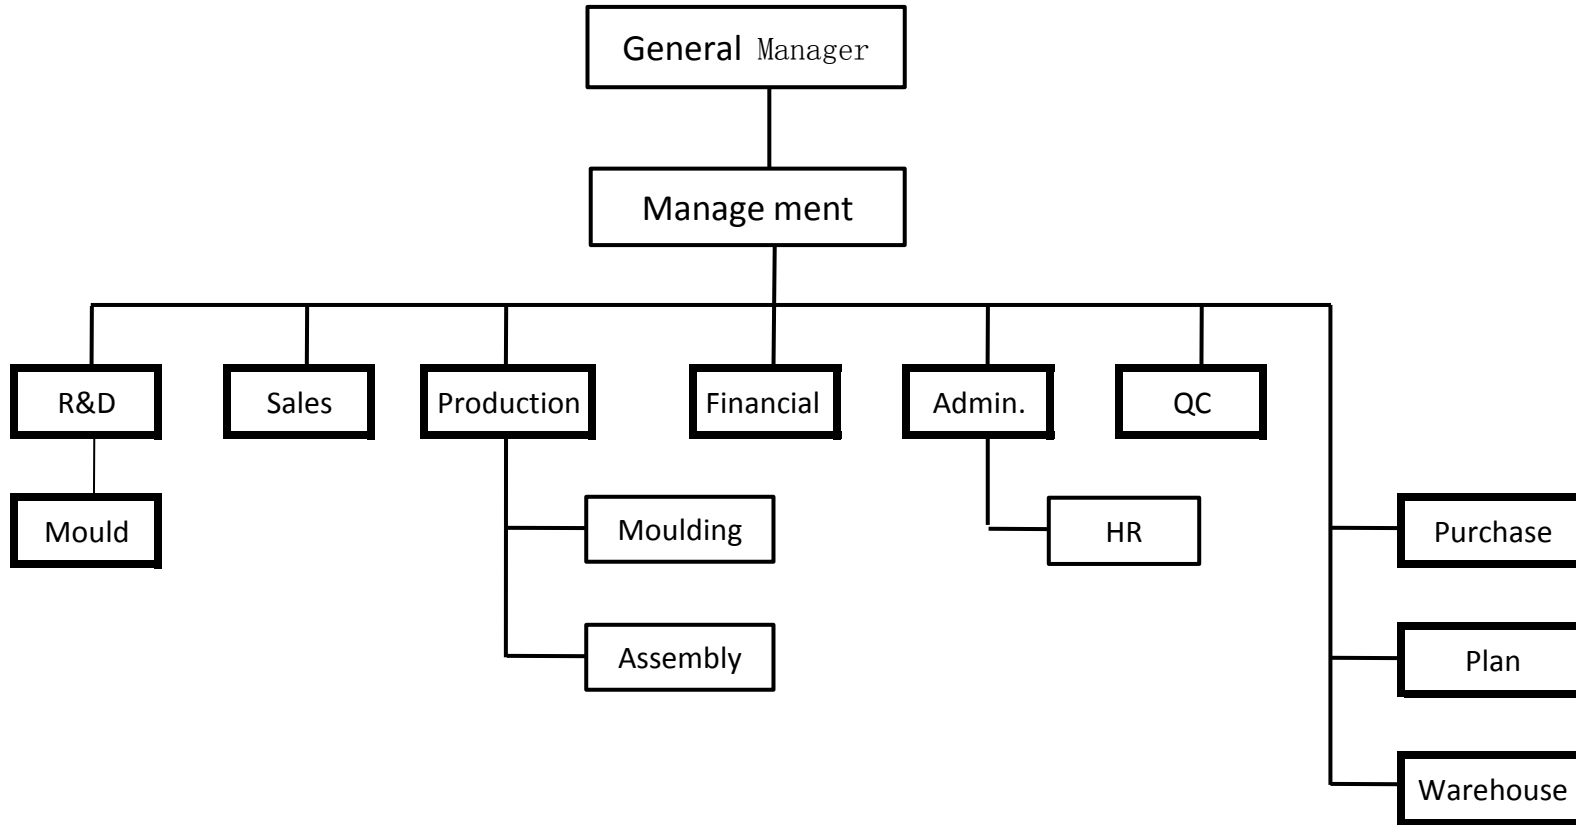 General Manager
Manage ment
R&D
Sales
Production
Financial
Admin.
QC
Mould
Moulding
HR
Purchase
Assembly
Plan
Warehouse